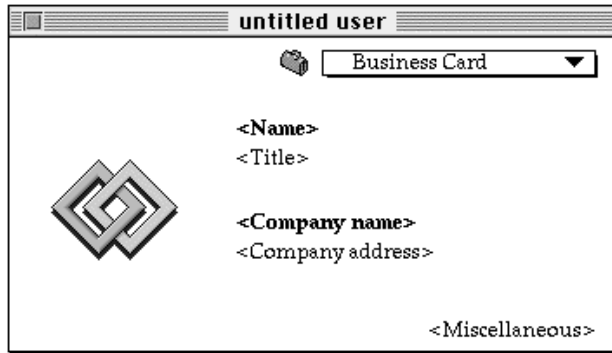 untitled user
Business Card
<Name>
<Title>
<Company name>
<Company address>
<Miscellaneous>